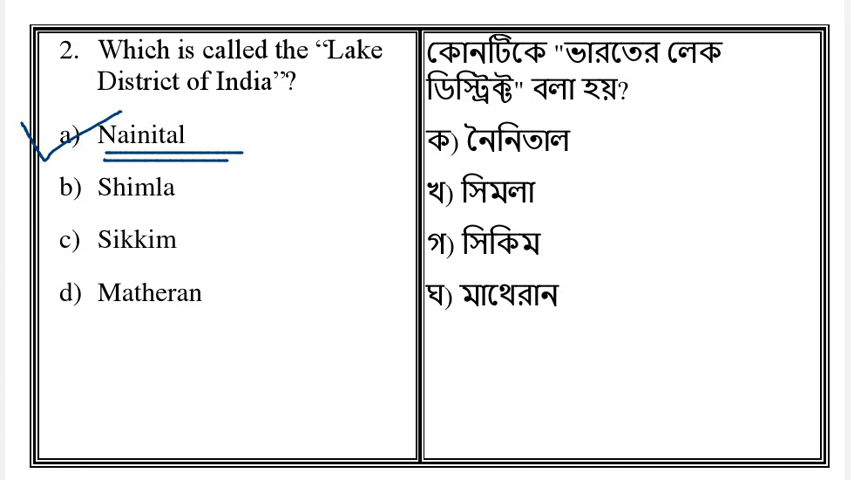 2. Which is called the “Lake
District of India”?
a) Nainital
b) Shimla
c) Sikkim
d) Matheran
কোনটিকে "ভারতের লেক
ডিস্ট্রিক্ট" বলা হয়?
ক) নৈনিতাল
খ) সিমলা
গ) সিকিম
ঘ) মাথেরান